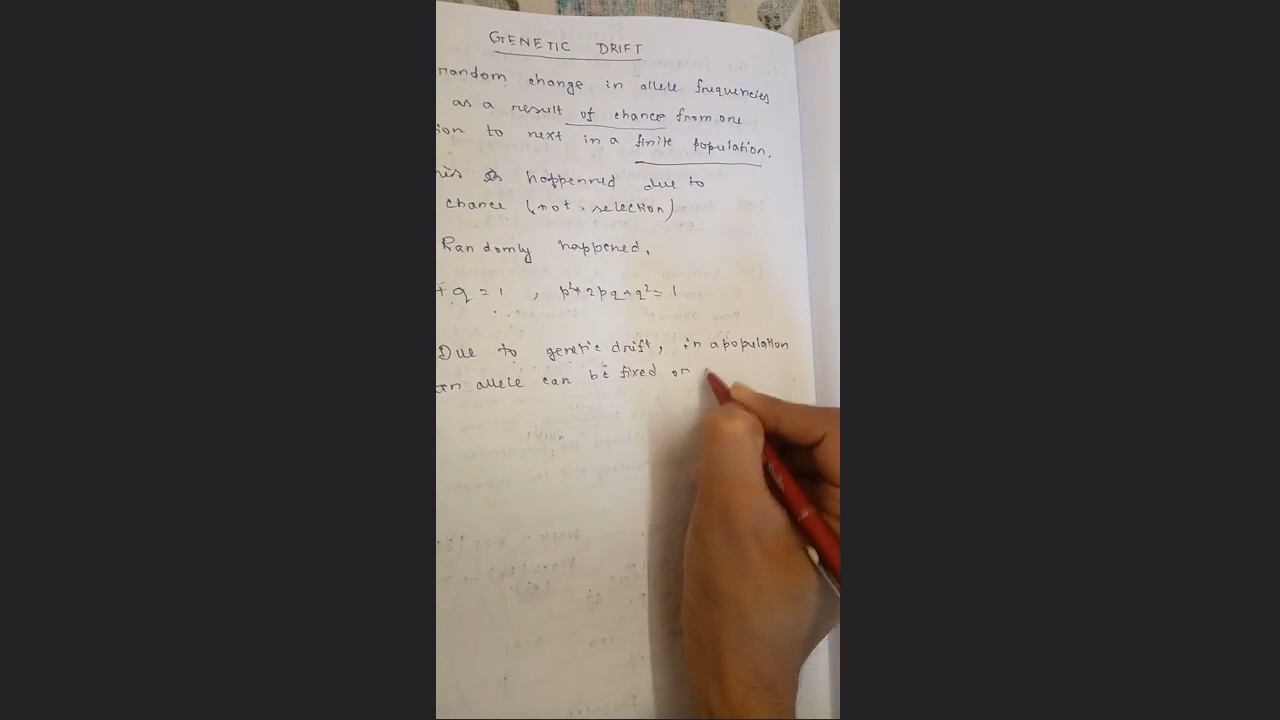 GENETIC DRIFT
random change in allele frequencies
as a result of chance from one
ion to next in a finite population.
his is happenned due to
chance (not selection)
Randomly happened.
+ q = 1 , p²+2pq+q² = 1
Due to genetic drift, in a population
an allele can be fixed or